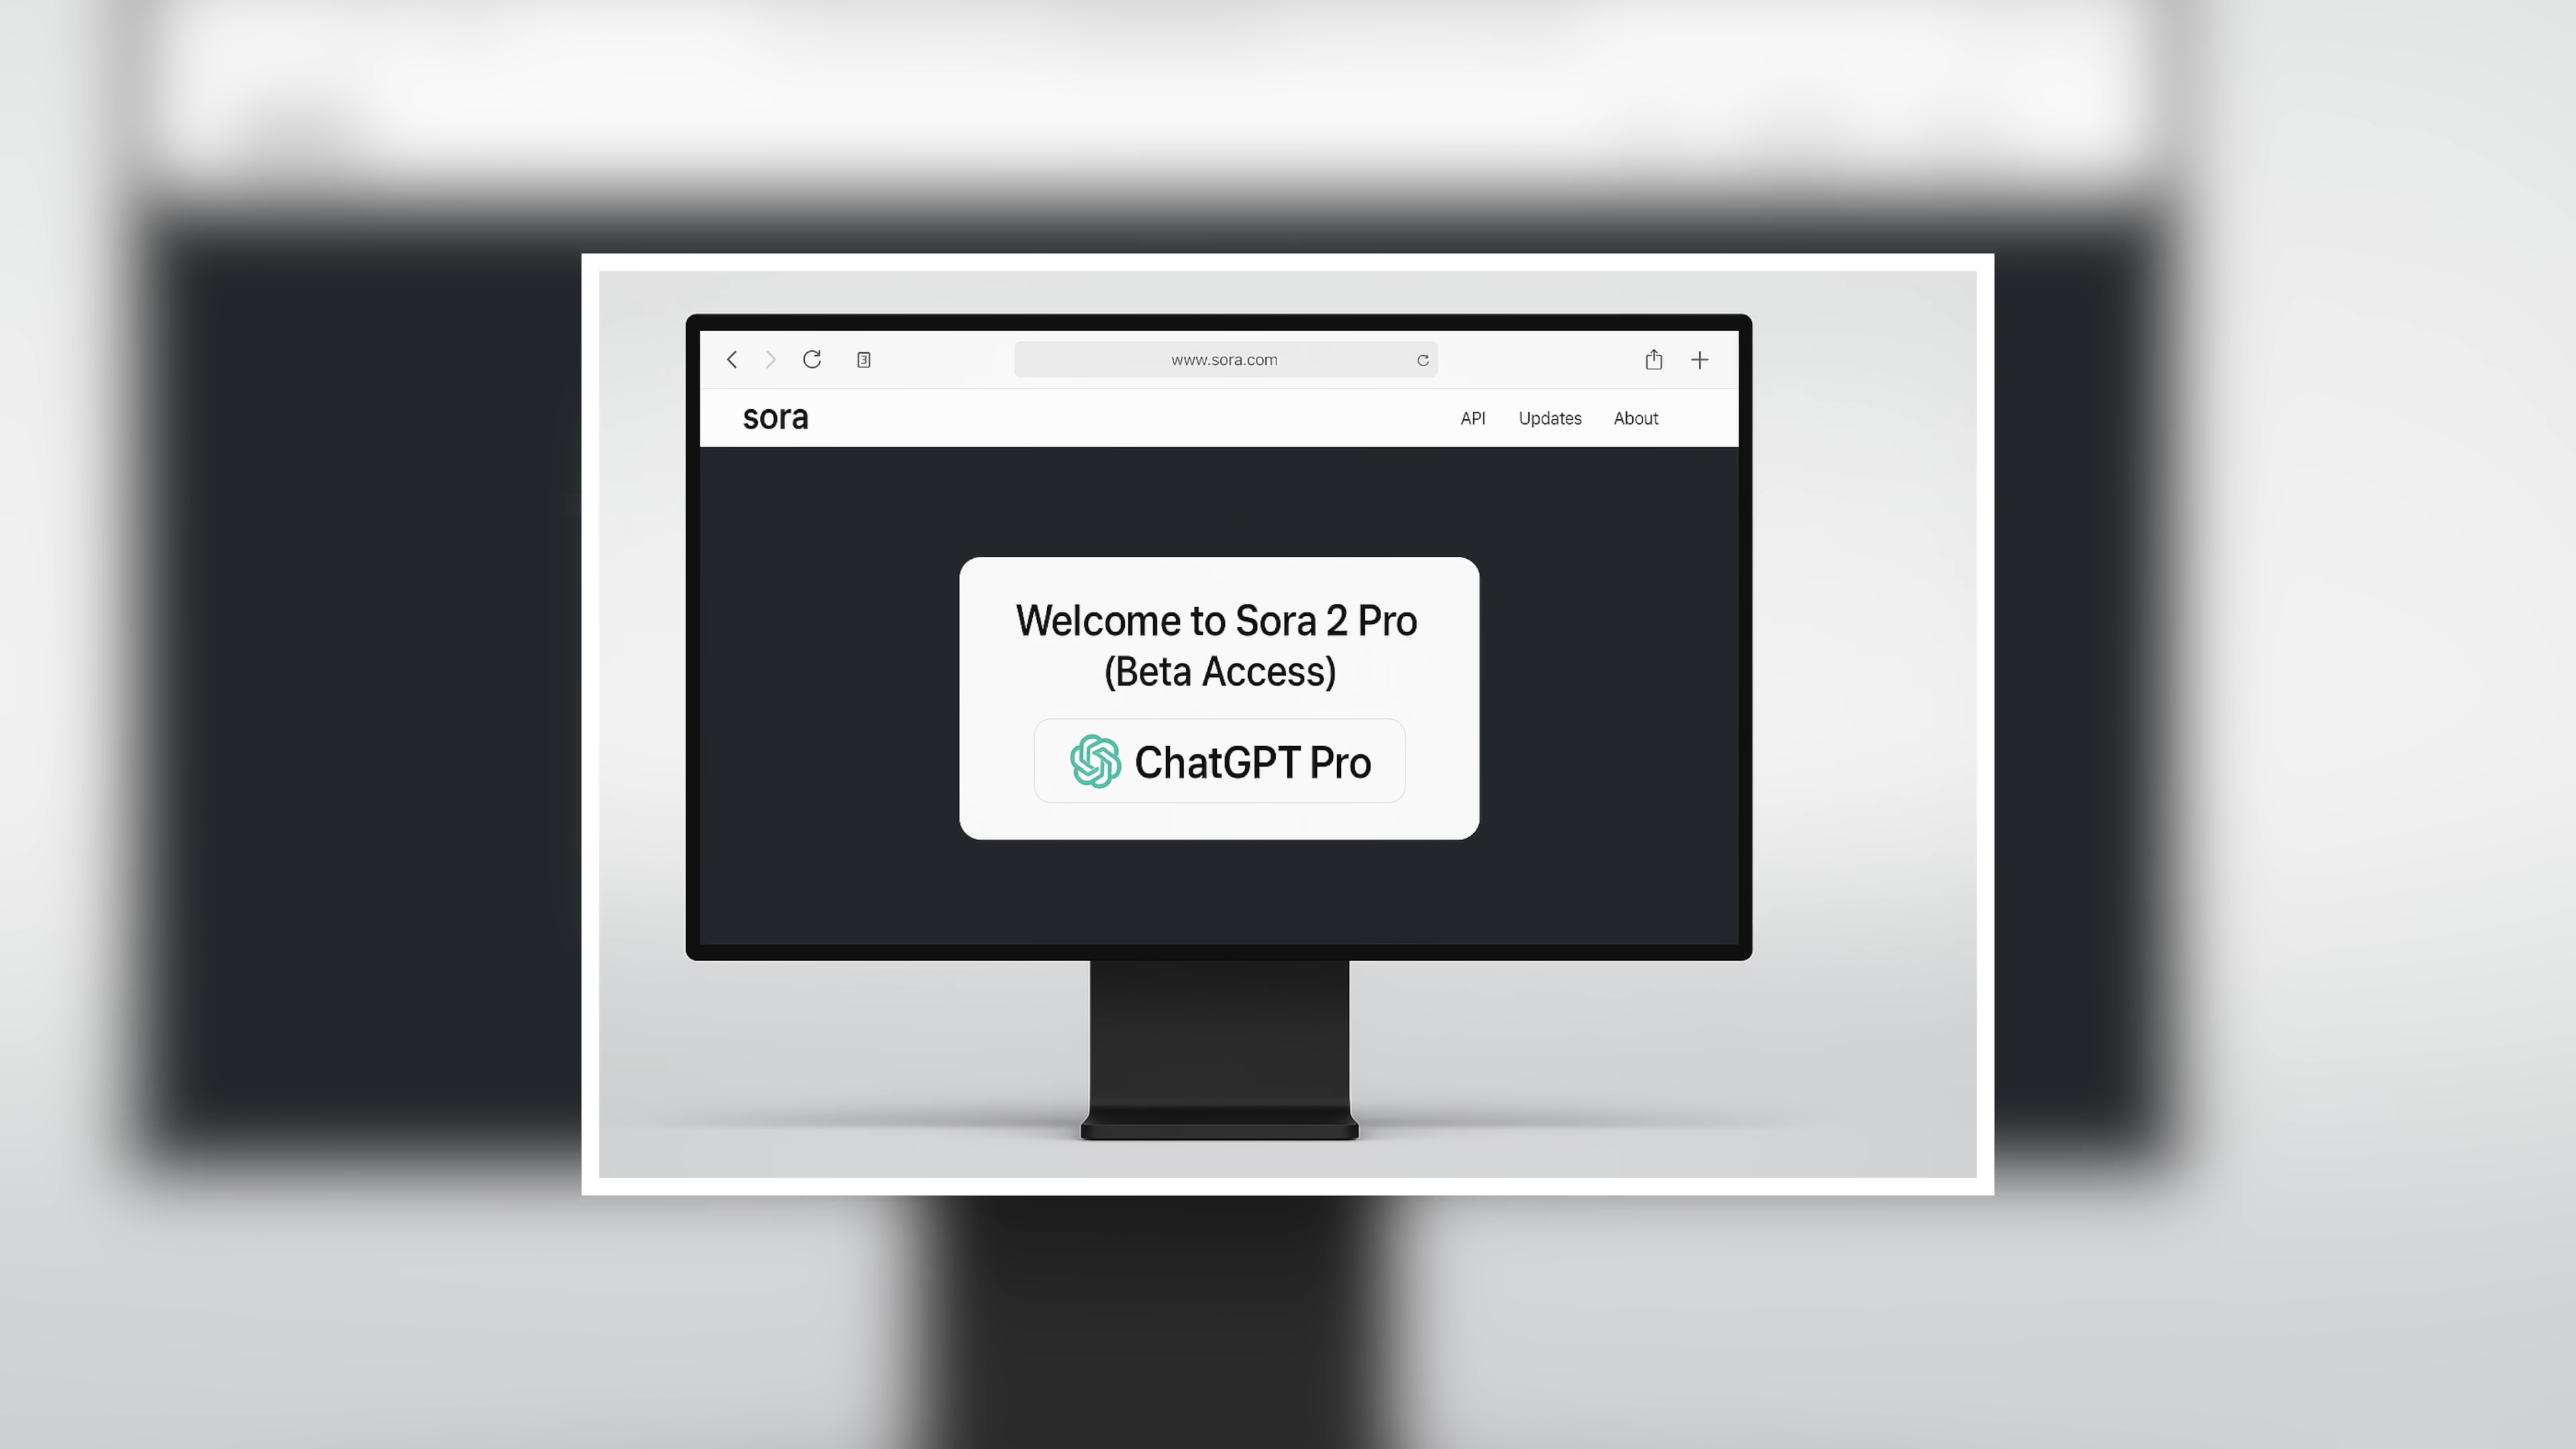 www.sora.com
sora
API Updates About
Welcome to Sora 2 Pro
(Beta Access)
ChatGPT Pro